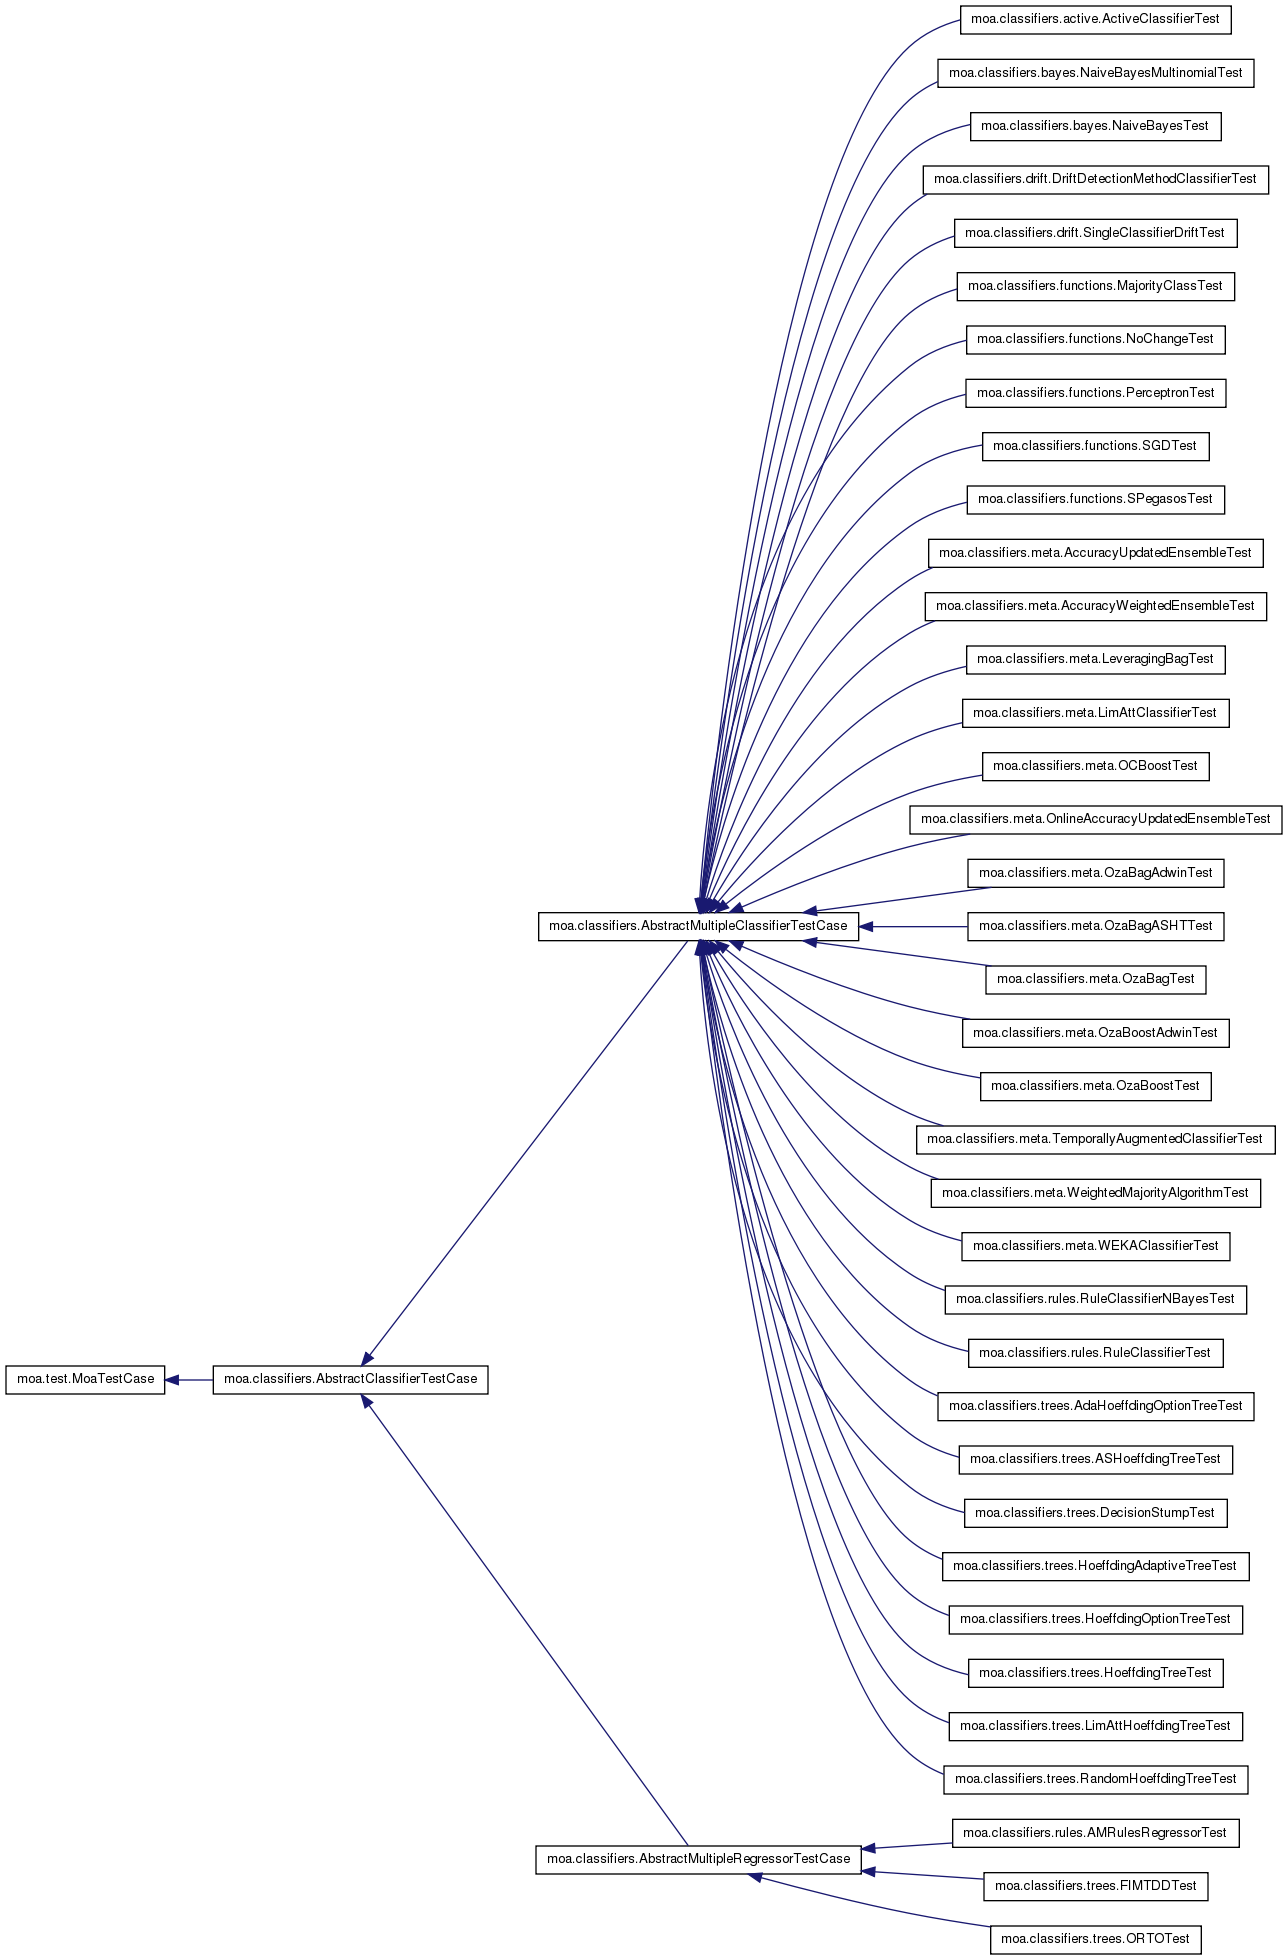 moa.classifiers.active.ActiveClassifierTest
moa.classifiers.bayes.NaiveBayesMultinomialTest
moa.classifiers.bayes.NaiveBayesTest
moa.classifiers.drift.DriftDetectionMethodClassifierTest
moa.classifiers.drift.SingleClassifierDriftTest
moa.classifiers.functions.MajorityClassTest
moa.classifiers.functions.NoChangeTest
moa.classifiers.functions.PerceptronTest
moa.classifiers.functions.SGDTest
moa.classifiers.functions.SPegasosTest
moa.classifiers.meta.AccuracyUpdatedEnsembleTest
moa.classifiers.meta.AccuracyWeightedEnsembleTest
moa.classifiers.meta.LeveragingBagTest
moa.classifiers.meta.LimAttClassifierTest
moa.classifiers.meta.OCBoostTest
moa.classifiers.meta.OnlineAccuracyUpdatedEnsembleTest
moa.classifiers.meta.OzaBagAdwinTest
moa.classifiers.AbstractMultipleClassifierTestCase
moa.classifiers.meta.OzaBagASHTTest
moa.classifiers.meta.OzaBagTest
moa.classifiers.meta.OzaBoostAdwinTest
moa.classifiers.meta.OzaBoostTest
moa.classifiers.meta.TemporallyAugmentedClassifierTest
moa.classifiers.meta.WeightedMajorityAlgorithmTest
moa.classifiers.meta.WEKAClassifierTest
moa.classifiers.rules.RuleClassifierNBayesTest
moa.classifiers.rules.RuleClassifierTest
moa.test.MoaTestCase
moa.classifiers.AbstractClassifierTestCase
moa.classifiers.trees.AdaHoeffdingOptionTreeTest
moa.classifiers.trees.ASHoeffdingTreeTest
moa.classifiers.trees.DecisionStumpTest
moa.classifiers.trees.HoeffdingAdaptiveTreeTest
moa.classifiers.trees.HoeffdingOptionTreeTest
moa.classifiers.trees.HoeffdingTreeTest
moa.classifiers.trees.LimAttHoeffdingTreeTest
moa.classifiers.trees.RandomHoeffdingTreeTest
moa.classifiers.rules.AMRulesRegressorTest
moa.classifiers.AbstractMultipleRegressorTestCase
moa.classifiers.trees.FIMTDDTest
moa.classifiers.trees.ORTOTest